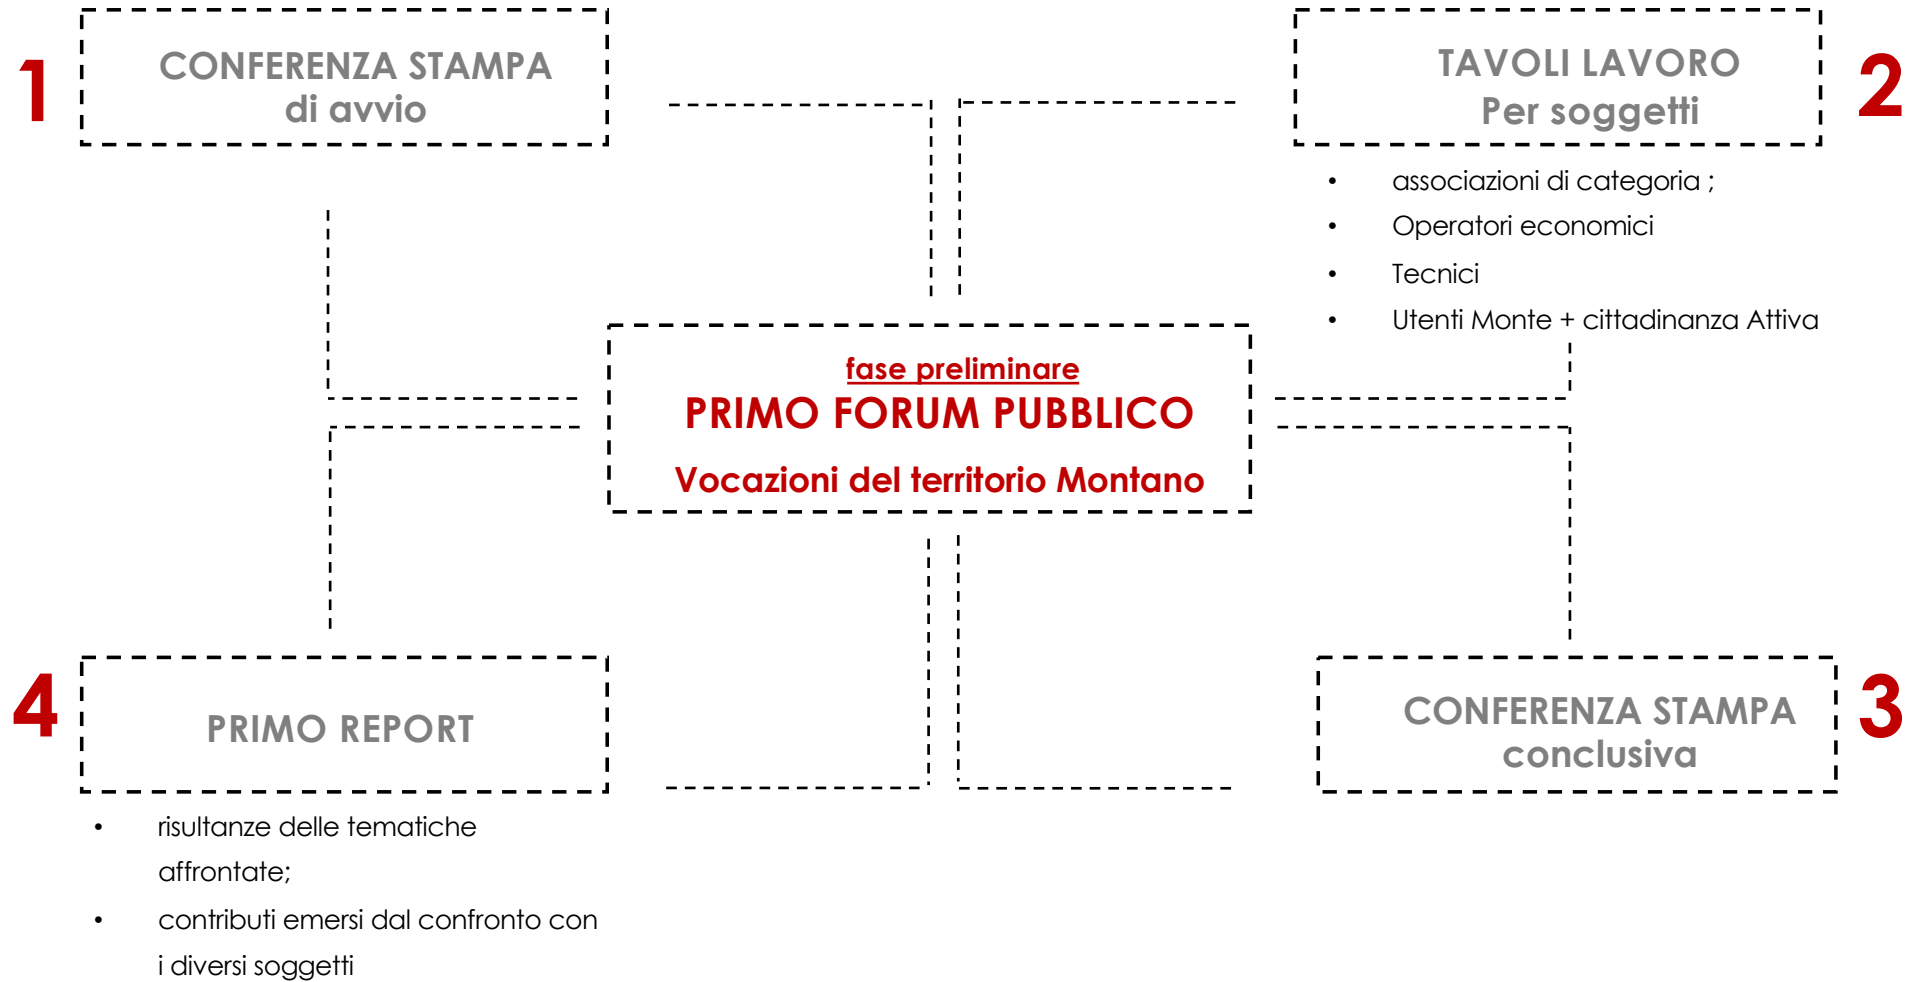 1
CONFERENZA STAMPA
di avvio
TAVOLI LAVORO
Per soggetti
2
• associazioni di categoria ;
• Operatori economici
• Tecnici
• Utenti Monte + cittadinanza Attiva
fase preliminare
PRIMO FORUM PUBBLICO
Vocazioni del territorio Montano
4
PRIMO REPORT
CONFERENZA STAMPA
conclusiva
3
• risultanze delle tematiche
affrontate;
• contributi emersi dal confronto con
i diversi soggetti